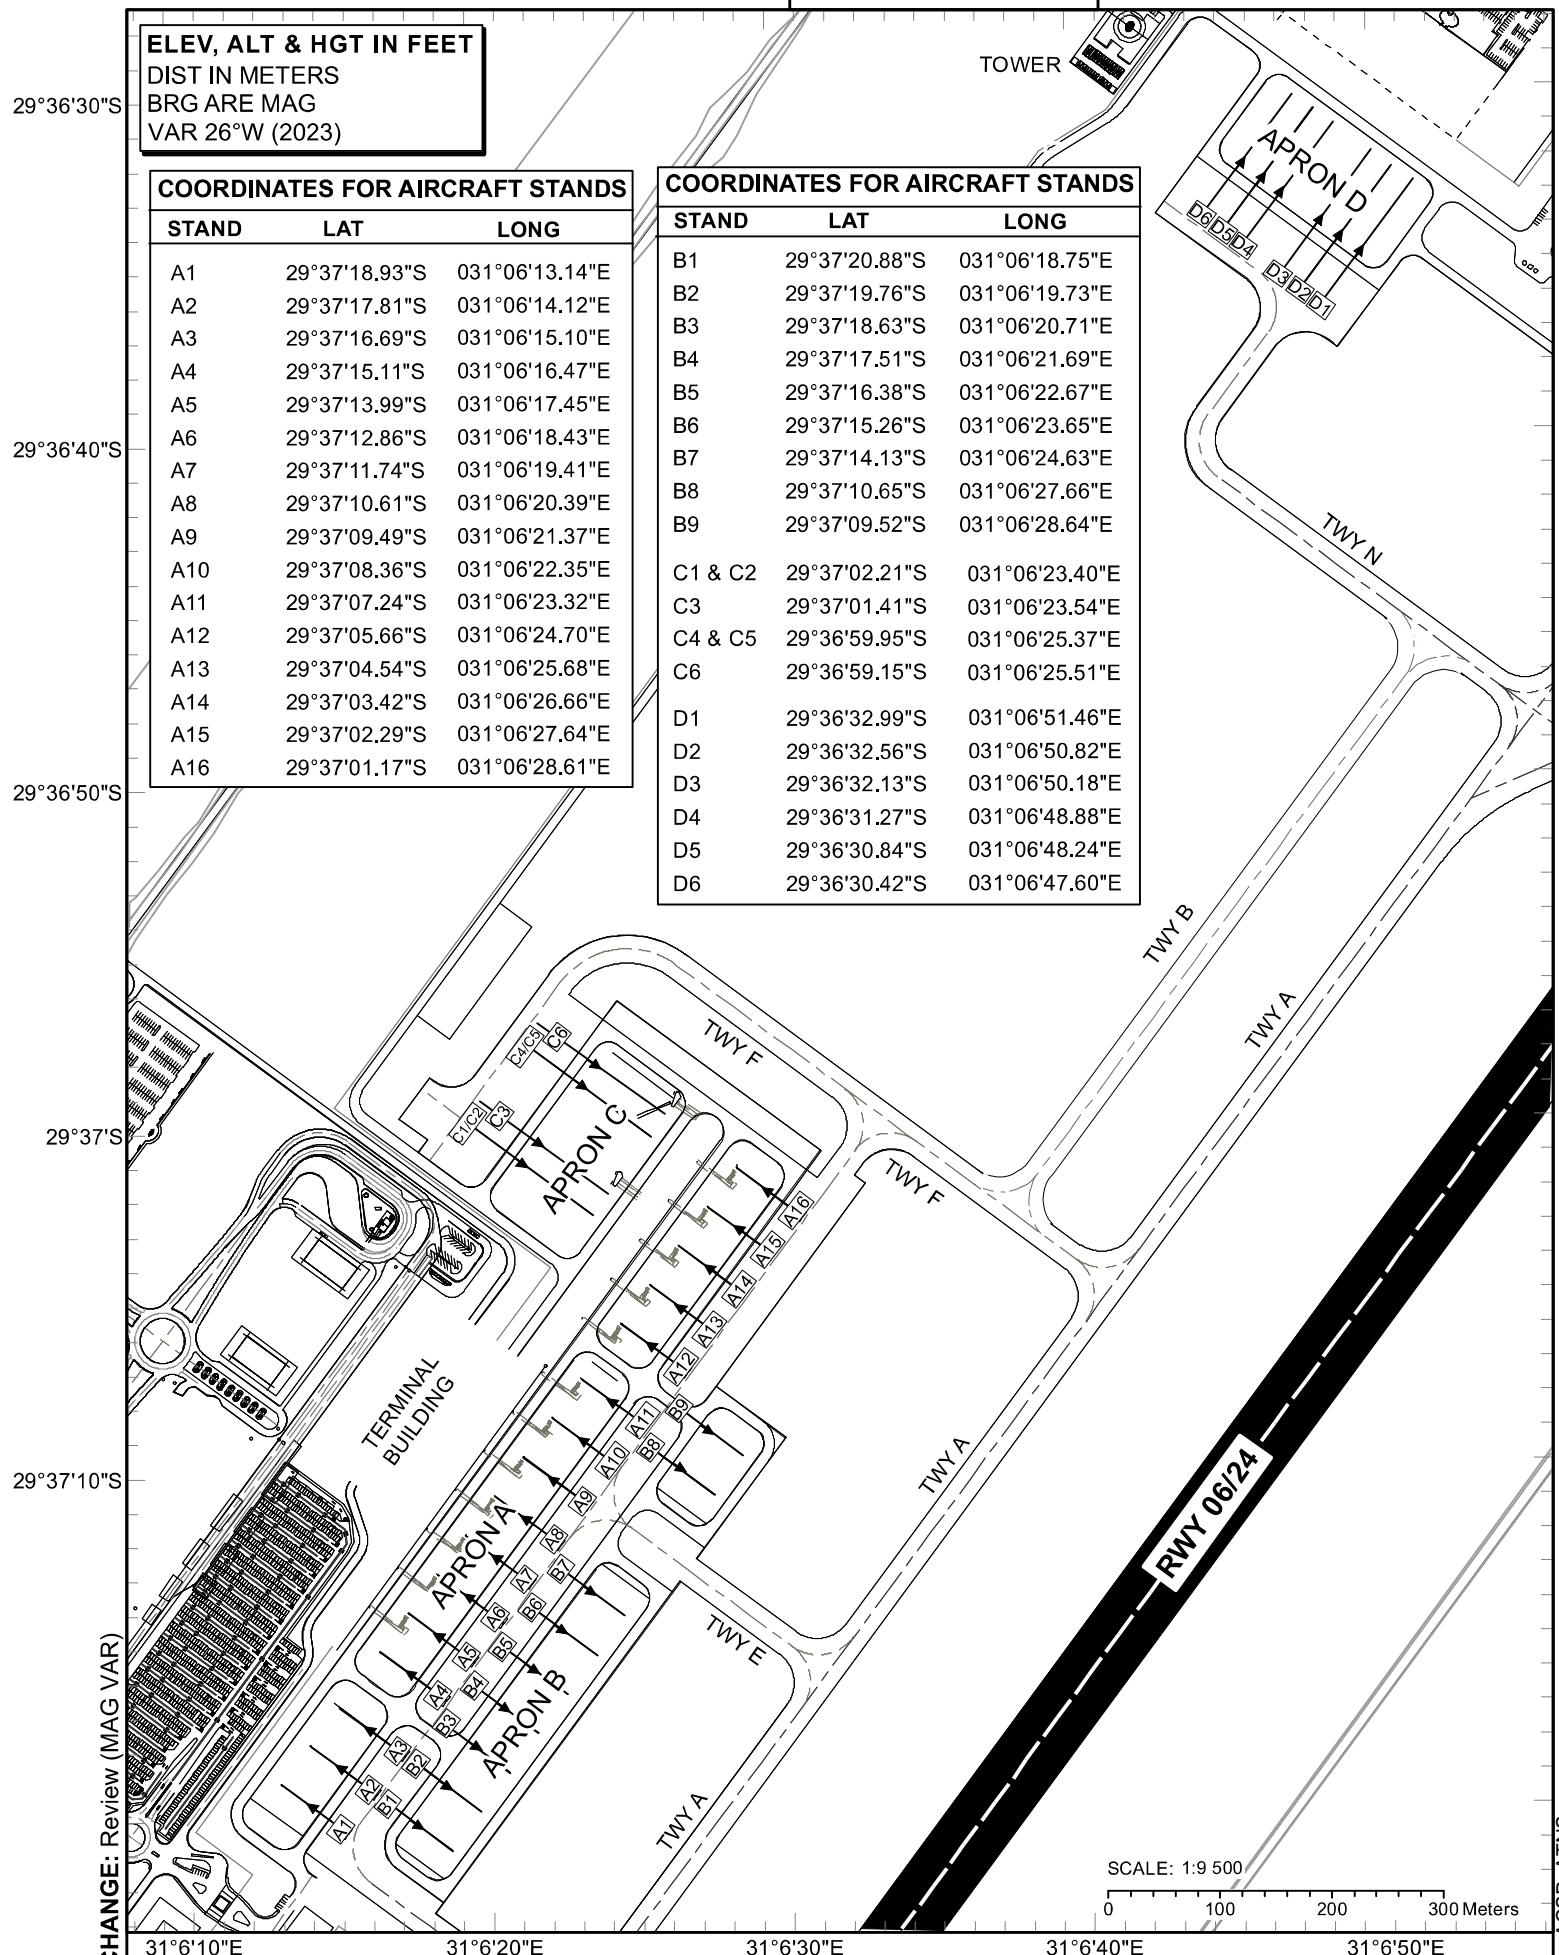 ELEV, ALT & HGT IN FEET
DIST IN METERS
BRG ARE MAG
VAR 26°W (2023)
TOWER
29°36'30"S
29°36'40"S
29°36'50"S
29°37'S
29°37'10"S
COORDINATES FOR AIRCRAFT STANDS
STAND LAT LONG
A1 29°37'18.93"S 031°06'13.14"E
A2 29°37'17.81"S 031°06'14.12"E
A3 29°37'16.69"S 031°06'15.10"E
A4 29°37'15.11"S 031°06'16.47"E
A5 29°37'13.99"S 031°06'17.45"E
A6 29°37'12.86"S 031°06'18.43"E
A7 29°37'11.74"S 031°06'19.41"E
A8 29°37'10.61"S 031°06'20.39"E
A9 29°37'09.49"S 031°06'21.37"E
A10 29°37'08.36"S 031°06'22.35"E
A11 29°37'07.24"S 031°06'23.32"E
A12 29°37'05.66"S 031°06'24.70"E
A13 29°37'04.54"S 031°06'25.68"E
A14 29°37'03.42"S 031°06'26.66"E
A15 29°37'02.29"S 031°06'27.64"E
A16 29°37'01.17"S 031°06'28.61"E
COORDINATES FOR AIRCRAFT STANDS
STAND LAT LONG
B1 29°37'20.88"S 031°06'18.75"E
B2 29°37'19.76"S 031°06'19.73"E
B3 29°37'18.63"S 031°06'20.71"E
B4 29°37'17.51"S 031°06'21.69"E
B5 29°37'16.38"S 031°06'22.67"E
B6 29°37'15.26"S 031°06'23.65"E
B7 29°37'14.13"S 031°06'24.63"E
B8 29°37'10.65"S 031°06'27.66"E
B9 29°37'09.52"S 031°06'28.64"E
C1 & C2 29°37'02.21"S 031°06'23.40"E
C3 29°37'01.41"S 031°06'23.54"E
C4 & C5 29°36'59.95"S 031°06'25.37"E
C6 29°36'59.15"S 031°06'25.51"E
D1 29°36'32.99"S 031°06'51.46"E
D2 29°36'32.56"S 031°06'50.82"E
D3 29°36'32.13"S 031°06'50.18"E
D4 29°36'31.27"S 031°06'48.88"E
D5 29°36'30.84"S 031°06'48.24"E
D6 29°36'30.42"S 031°06'47.60"E
APRON D
D6
D5
D4
D3
D2
D1
TWY N
TWY B
TWY A
TWY F
TWY F
C4/C5
C6
C1/C2
C3
APRON C
A16
A15
A14
A13
A12
A11
A10
A9
A8
A7
A6
A5
A4
A3
A2
A1
B9
B8
B7
B6
B5
B4
B3
B2
B1
TERMINAL
BUILDING
APRON A
APRON B
TWY A
TWY E
TWY A
RWY 06/24
SCALE: 1:9 500
0 100 200 300 Meters
31°6'10"E 31°6'20"E 31°6'30"E 31°6'40"E 31°6'50"E
CHANGE: Review (MAG VAR)